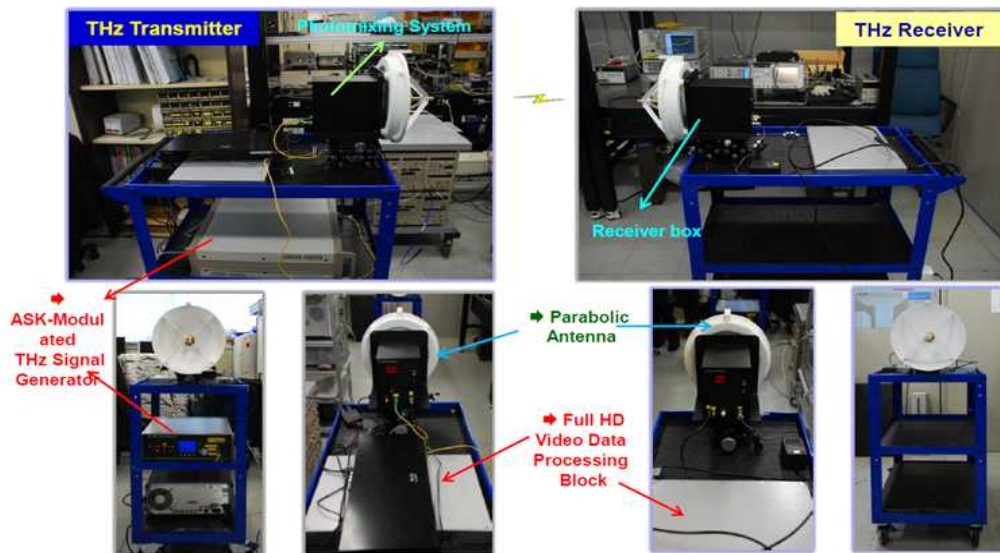 THz Transmitter
Photomixing System
THz Receiver
Receiver box
➡
ASK-Modul
ated
THz Signal
Generator
➡ Parabolic
Antenna
➡ Full HD
Video Data
Processing
Block